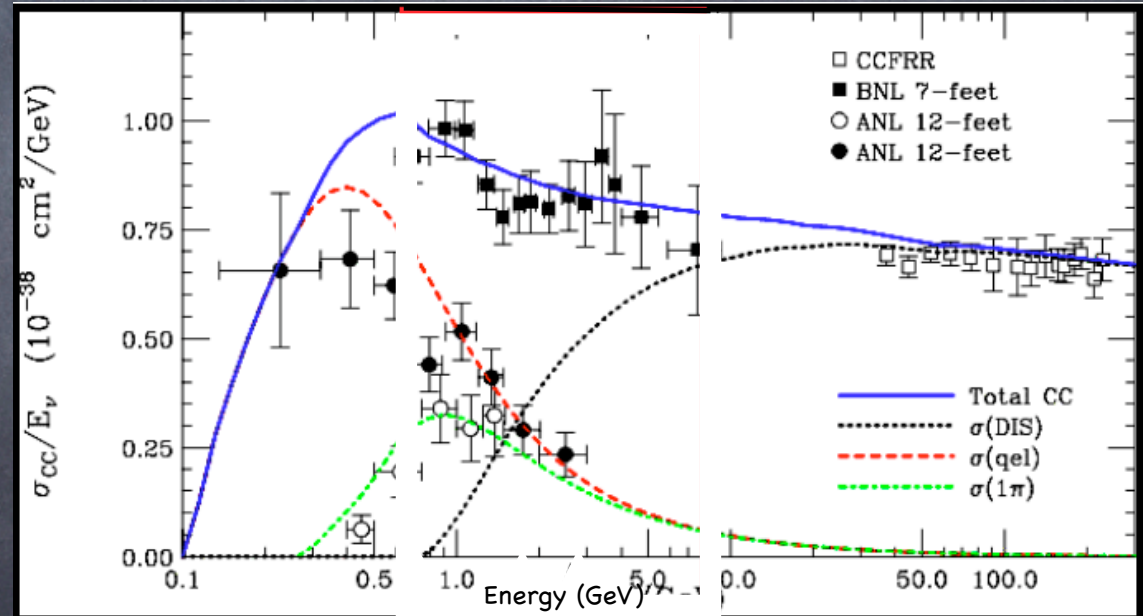 σCC/Eν (10⁻³⁸ cm²/GeV)
1.00
0.75
0.50
0.25
0.00
□ CCFRR
■ BNL 7-feet
○ ANL 12-feet
● ANL 12-feet
Total CC
σ(DIS)
σ(qel)
σ(1π)
0.1 0.5 1.0 5.0 0.0 50.0 100.0
Energy (GeV)